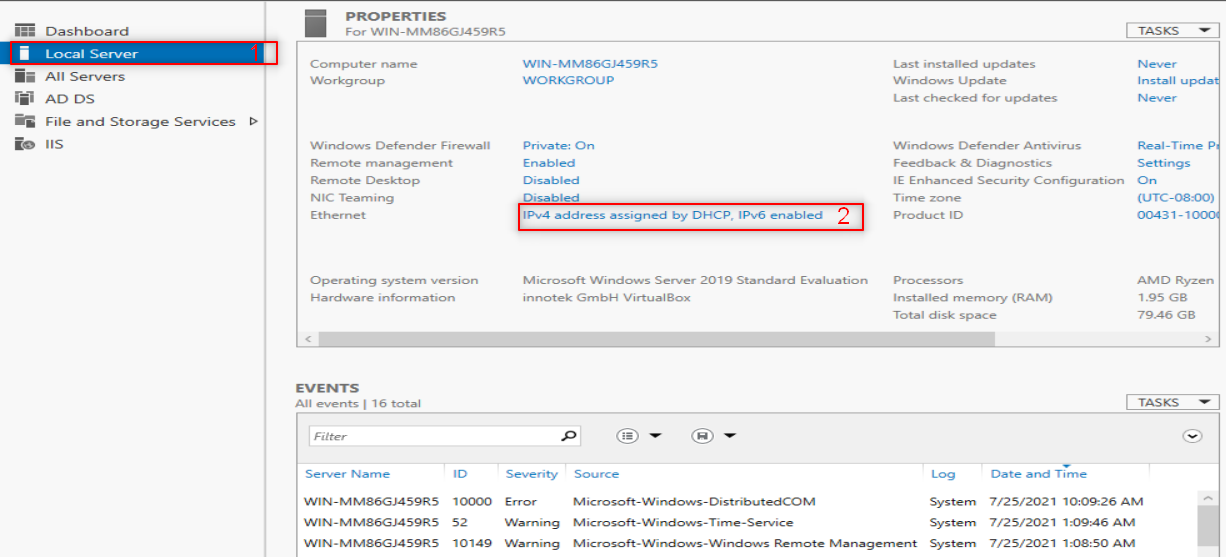 PROPERTIES
For WIN-MM86GJ459R5
TASKS
Dashboard
Local Server 1
All Servers
AD DS
File and Storage Services
IIS
Computer name WIN-MM86GJ459R5 Last installed updates Never
Workgroup WORKGROUP Windows Update Install updat
Last checked for updates Never
Windows Defender Firewall Private: On Windows Defender Antivirus Real-Time Pr
Remote management Enabled Feedback & Diagnostics Settings
Remote Desktop Disabled IE Enhanced Security Configuration On
NIC Teaming Disabled Time zone (UTC-08:00)
Ethernet IPv4 address assigned by DHCP, IPv6 enabled 2 Product ID 00431-1000
Operating system version Microsoft Windows Server 2019 Standard Evaluation Processors AMD Ryzen
Hardware information innotek GmbH VirtualBox Installed memory (RAM) 1.95 GB
Total disk space 79.46 GB
EVENTS
All events | 16 total
TASKS
Filter
Server Name ID Severity Source Log Date and Time
WIN-MM86GJ459R5 10000 Error Microsoft-Windows-DistributedCOM System 7/25/2021 10:09:26 AM
WIN-MM86GJ459R5 52 Warning Microsoft-Windows-Time-Service System 7/25/2021 1:09:46 AM
WIN-MM86GJ459R5 10149 Warning Microsoft-Windows-Windows Remote Management System 7/25/2021 1:08:50 AM